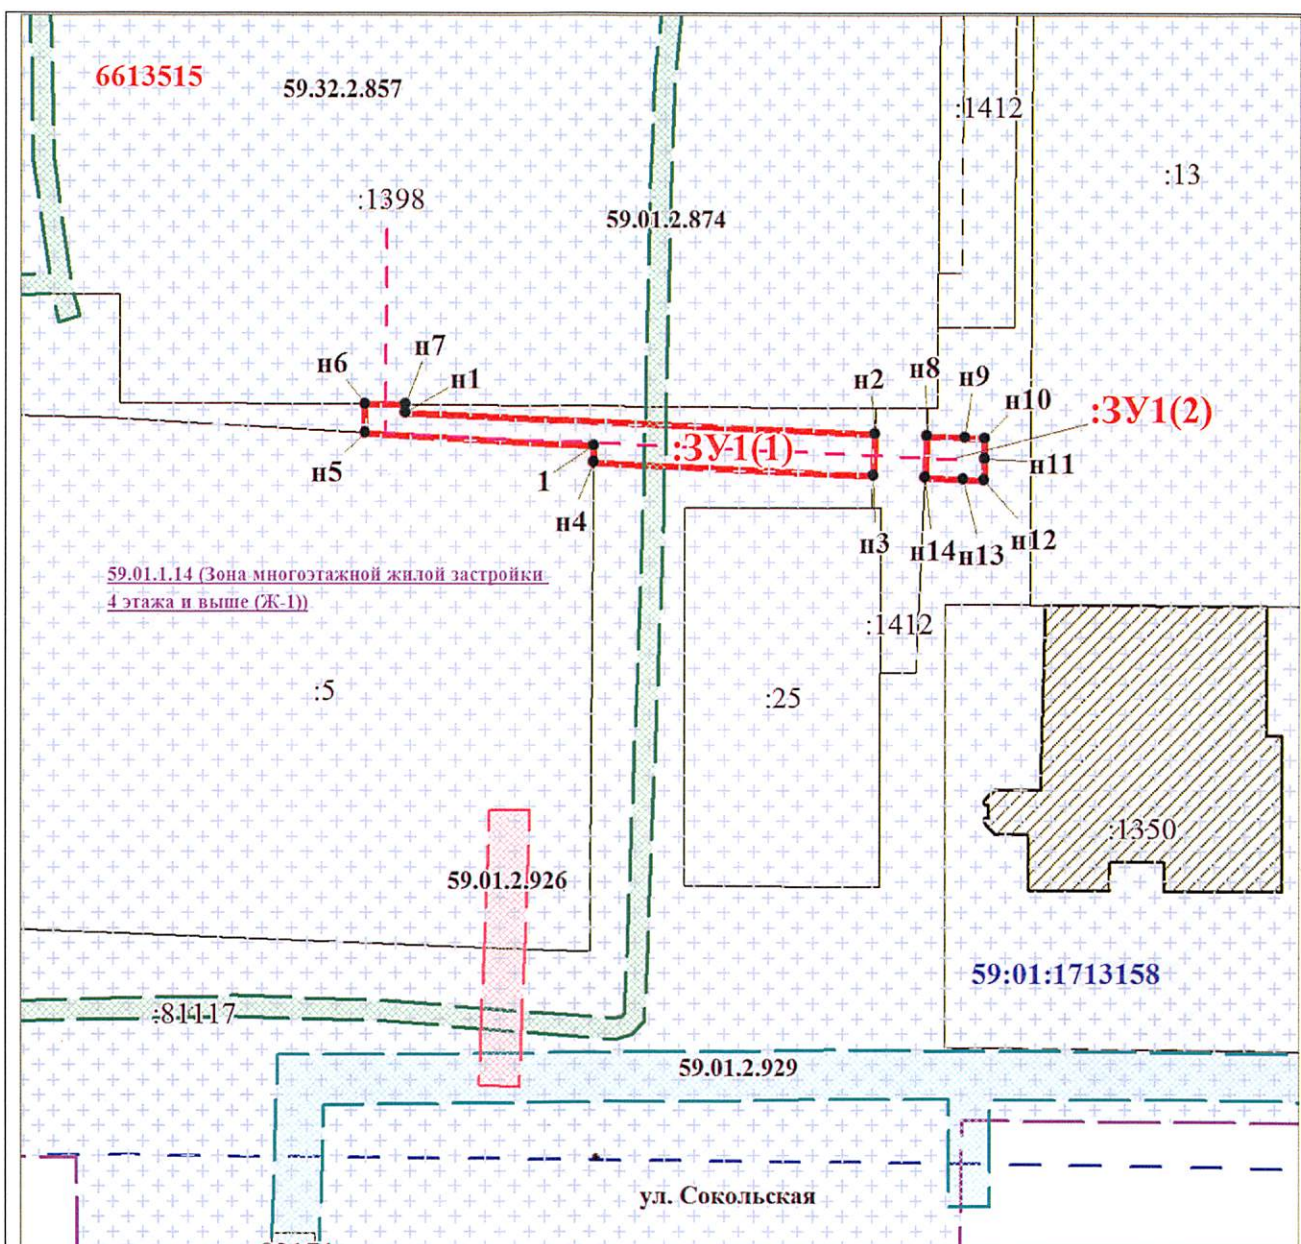 6613515
59.32.2.857
:1412
:13
:1398
59.01.2.874
н7
н6
н1
н2
н8
н9
н10
:ЗУ1(2)
:ЗУ1(1)
н5
1
н4
н11
н3
н14
н13
н12
59.01.1.14 (Зона многоэтажной жилой застройки
4 этажа и выше (Ж-1))
:1412
:5
:25
:1350
59.01.2.926
59:01:1713158
:81117
59.01.2.929
ул. Сокольская